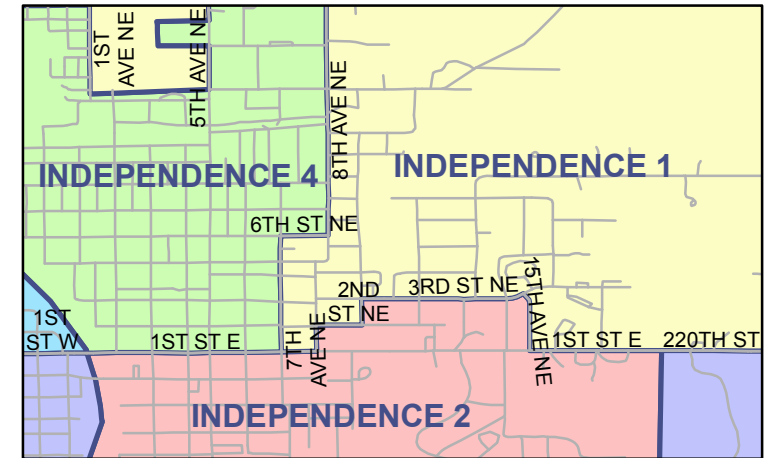 1ST
AVE NE
5TH AVE NE
8TH AVE NE
INDEPENDENCE 4
INDEPENDENCE 1
6TH ST NE
2ND
ST NE
3RD ST NE
15TH AVE NE
1ST
ST W
1ST ST E
7TH
AVE NE
1ST ST E
220TH ST
INDEPENDENCE 2